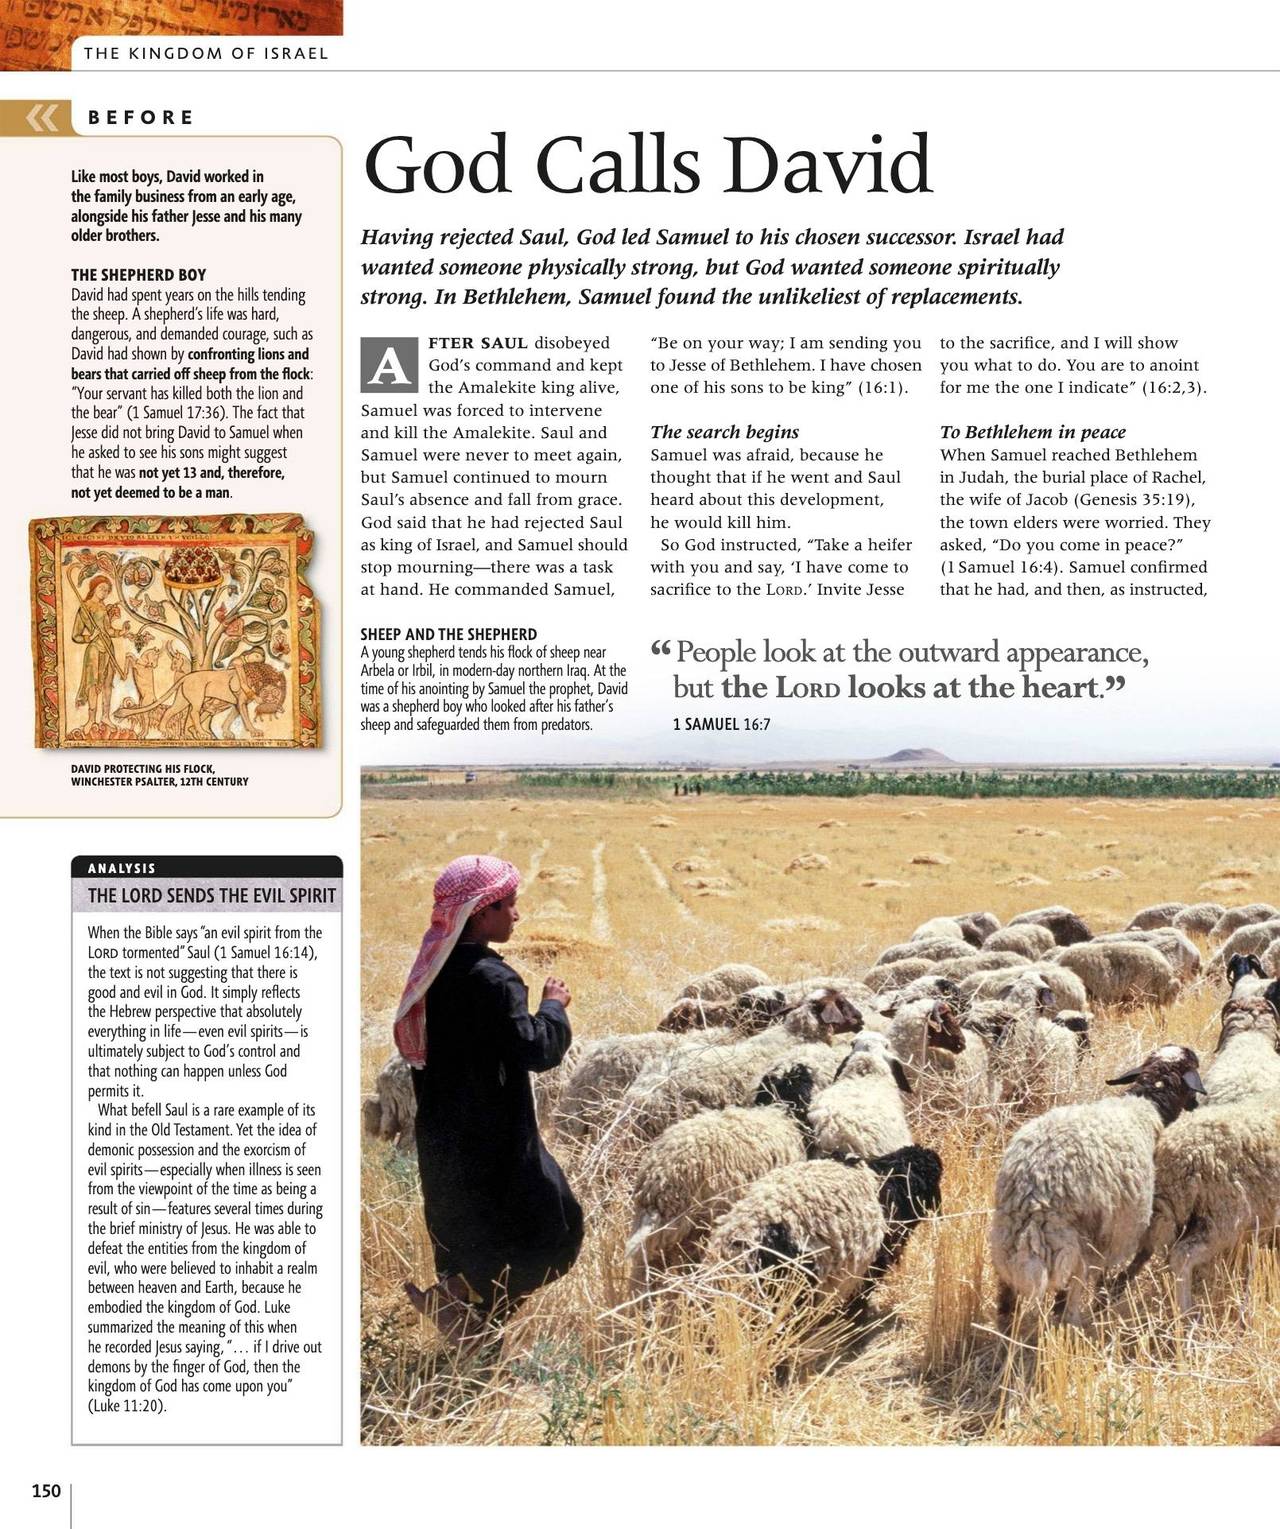 THE KINGDOM OF ISRAEL
BEFORE
Like most boys, David worked in
the family business from an early age,
alongside his father Jesse and his many
older brothers.
THE SHEPHERD BOY
David had spent years on the hills tending
the sheep. A shepherd’s life was hard,
dangerous, and demanded courage, such as
David had shown by confronting lions and
bears that carried off sheep from the flock:
“Your servant has killed both the lion and
the bear” (1 Samuel 17:36). The fact that
Jesse did not bring David to Samuel when
he asked to see his sons might suggest
that he was not yet 13 and, therefore,
not yet deemed to be a man.
DAVID PROTECTING HIS FLOCK,
WINCHESTER PSALTER, 12TH CENTURY
ANALYSIS
THE LORD SENDS THE EVIL SPIRIT
When the Bible says “an evil spirit from the
LORD tormented” Saul (1 Samuel 16:14),
the text is not suggesting that there is
good and evil in God. It simply reflects
the Hebrew perspective that absolutely
everything in life—even evil spirits—is
ultimately subject to God’s control and
that nothing can happen unless God
permits it.
What befell Saul is a rare example of its
kind in the Old Testament. Yet the idea of
demonic possession and the exorcism of
evil spirits—especially when illness is seen
from the viewpoint of the time as being a
result of sin—features several times during
the brief ministry of Jesus. He was able to
defeat the entities from the kingdom of
evil, who were believed to inhabit a realm
between heaven and Earth, because he
embodied the kingdom of God. Luke
summarized the meaning of this when
he recorded Jesus saying, “… if I drive out
demons by the finger of God, then the
kingdom of God has come upon you”
(Luke 11:20).
God Calls David
Having rejected Saul, God led Samuel to his chosen successor. Israel had
wanted someone physically strong, but God wanted someone spiritually
strong. In Bethlehem, Samuel found the unlikeliest of replacements.
AFTER SAUL disobeyed
God’s command and kept
the Amalekite king alive,
Samuel was forced to intervene
and kill the Amalekite. Saul and
Samuel were never to meet again,
but Samuel continued to mourn
Saul’s absence and fall from grace.
God said that he had rejected Saul
as king of Israel, and Samuel should
stop mourning—there was a task
at hand. He commanded Samuel,
“Be on your way; I am sending you
to Jesse of Bethlehem. I have chosen
one of his sons to be king” (16:1).
The search begins
Samuel was afraid, because he
thought that if he went and Saul
heard about this development,
he would kill him.
So God instructed, “Take a heifer
with you and say, ‘I have come to
sacrifice to the LORD.’ Invite Jesse
to the sacrifice, and I will show
you what to do. You are to anoint
for me the one I indicate” (16:2,3).
To Bethlehem in peace
When Samuel reached Bethlehem
in Judah, the burial place of Rachel,
the wife of Jacob (Genesis 35:19),
the town elders were worried. They
asked, “Do you come in peace?”
(1 Samuel 16:4). Samuel confirmed
that he had, and then, as instructed,
SHEEP AND THE SHEPHERD
A young shepherd tends his flock of sheep near
Arbela or Irbil, in modern-day northern Iraq. At the
time of his anointing by Samuel the prophet, David
was a shepherd boy who looked after his father’s
sheep and safeguarded them from predators.
“People look at the outward appearance,
but the LORD looks at the heart.”
1 SAMUEL 16:7
150